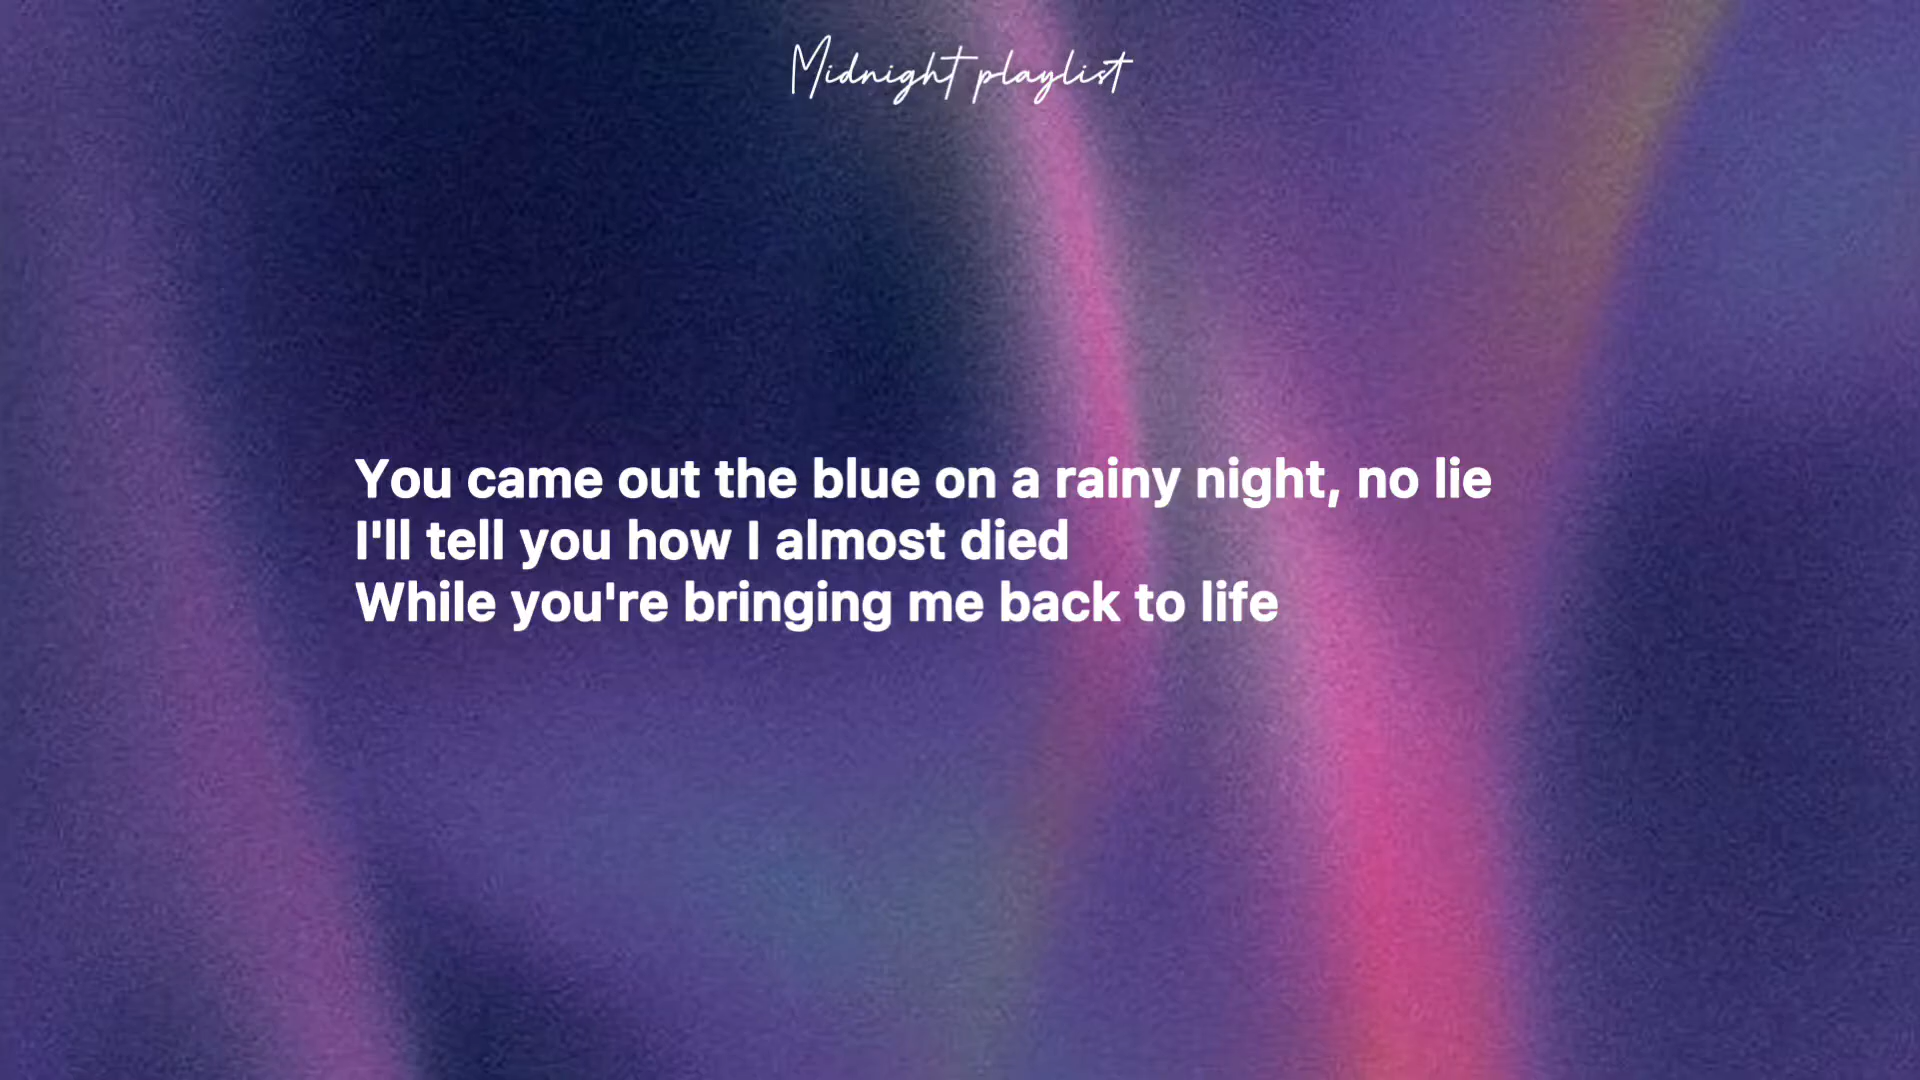 Midnight playlist
You came out the blue on a rainy night, no lie
I'll tell you how I almost died
While you're bringing me back to life